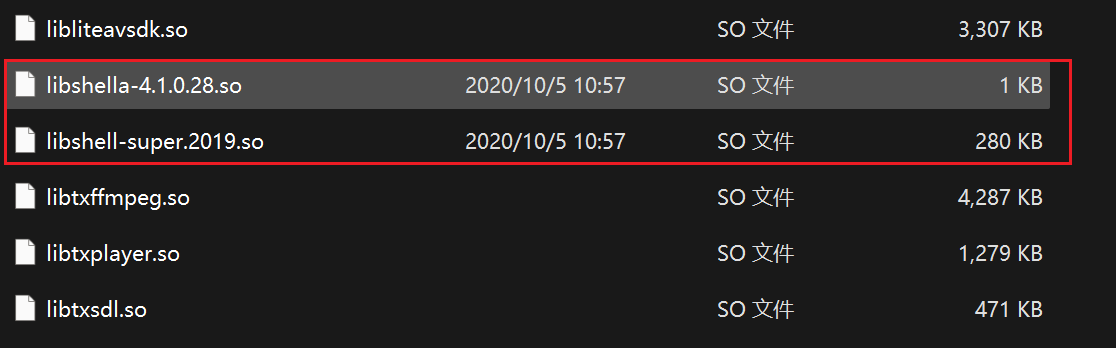 libliteavsdk.so SO 文件 3,307 KB
libshella-4.1.0.28.so 2020/10/5 10:57 SO 文件 1 KB
libshell-super.2019.so 2020/10/5 10:57 SO 文件 280 KB
libtxffmpeg.so SO 文件 4,287 KB
libtxplayer.so SO 文件 1,279 KB
libtxsdl.so SO 文件 471 KB